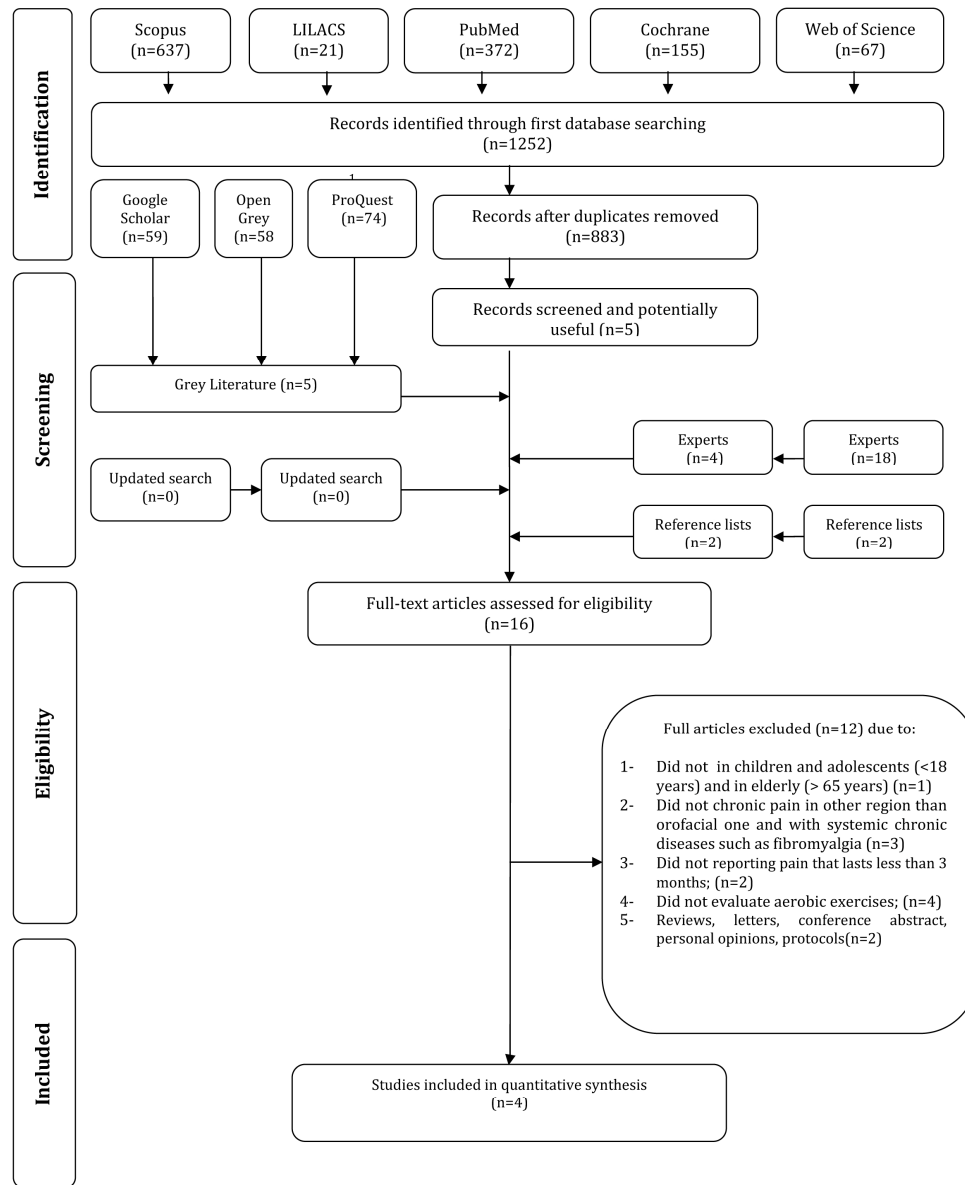 Identification
Scopus
(n=637)
LILACS
(n=21)
PubMed
(n=372)
Cochrane
(n=155)
Web of Science
(n=67)
Records identified through first database searching
(n=1252)
Google
Scholar
(n=59)
Open
Grey
(n=58
ProQuest
(n=74)
Records after duplicates removed
(n=883)
Screening
Records screened and potentially
useful (n=5)
Grey Literature (n=5)
Experts
(n=4)
Experts
(n=18)
Updated search
(n=0)
Updated search
(n=0)
Reference lists
(n=2)
Reference lists
(n=2)
Eligibility
Full-text articles assessed for eligibility
(n=16)
Full articles excluded (n=12) due to:
1- Did not in children and adolescents (<18
years) and in elderly (> 65 years) (n=1)
2- Did not chronic pain in other region than
orofacial one and with systemic chronic
diseases such as fibromyalgia (n=3)
3- Did not reporting pain that lasts less than 3
months; (n=2)
4- Did not evaluate aerobic exercises; (n=4)
5- Reviews, letters, conference abstract,
personal opinions, protocols(n=2)
Included
Studies included in quantitative synthesis
(n=4)